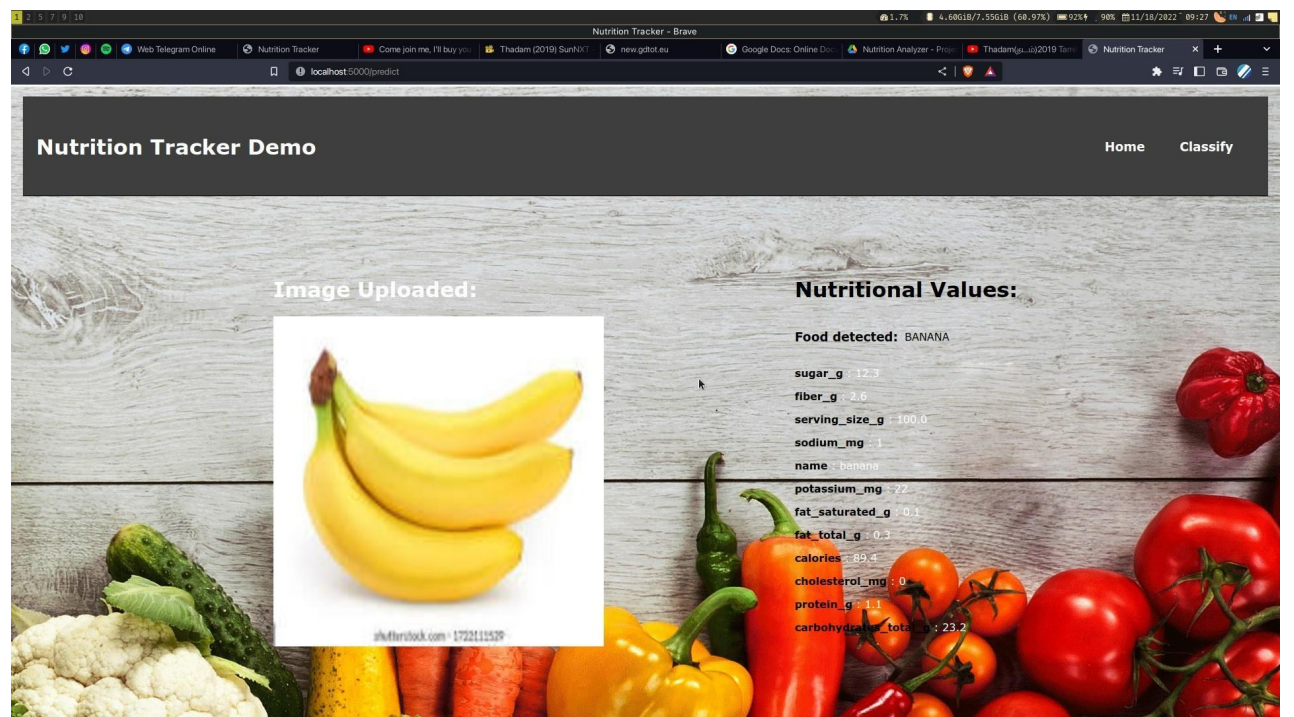 1 2 5 7 9 10
1.7% 4.60GiB/7.55GiB (60.97%) 92% 90% 11/18/2022 09:27 EN
Nutrition Tracker - Brave
Web Telegram Online Nutrition Tracker Come join me, I'll buy you Thadam (2019) SunNXT new.gdtot.eu Google Docs: Online Doc Nutrition Analyzer - Proje 2019 Tami Nutrition Tracker
localhost:5000/predict
Nutrition Tracker Demo Home Classify
Image Uploaded:
shutterstock.com · 1722111529
Nutritional Values:
Food detected: BANANA
sugar_g : 12.3
fiber_g : 2.6
serving_size_g : 100.0
sodium_mg : 1
name : banana
potassium_mg : 22
fat_saturated_g : 0.1
fat_total_g : 0.3
calories : 89.4
cholesterol_mg : 0
protein_g : 1.1
carbohydrates_total_g : 23.2